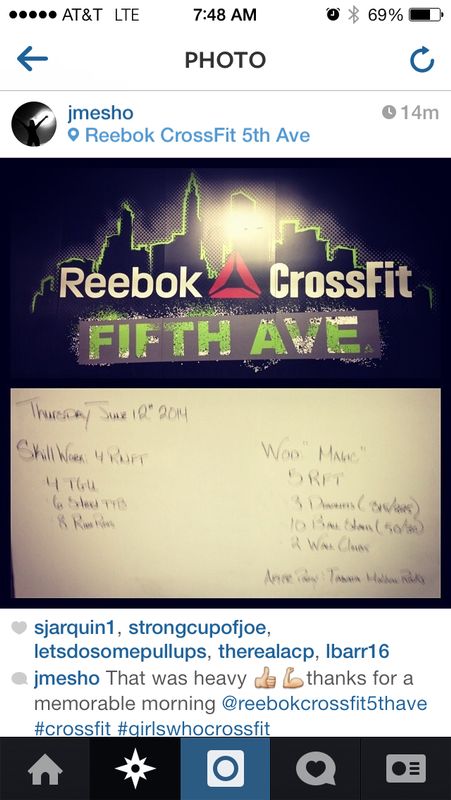 AT&T LTE 7:48 AM 69%
PHOTO
jmesho 14m
Reebok CrossFit 5th Ave
Reebok CrossFit
FIFTH AVE.
Thursday June 12th 2014
Skill Work: 4 RNFT
4 TGU
6 Strict TTB
8 Ring Rows
WOD "Magic"
5 RFT
3 Deadlifts (315/225)
10 Ball Slams (50/30)
2 Wall Climbs
After Party: Tabata Hollow Rocks
sjarquin1, strongcupofjoe,
letsdosomepullups, therealacp, lbarr16
jmesho That was heavy 👍💪thanks for a
memorable morning @reebokcrossfit5thave
#crossfit #girlswhocrossfit